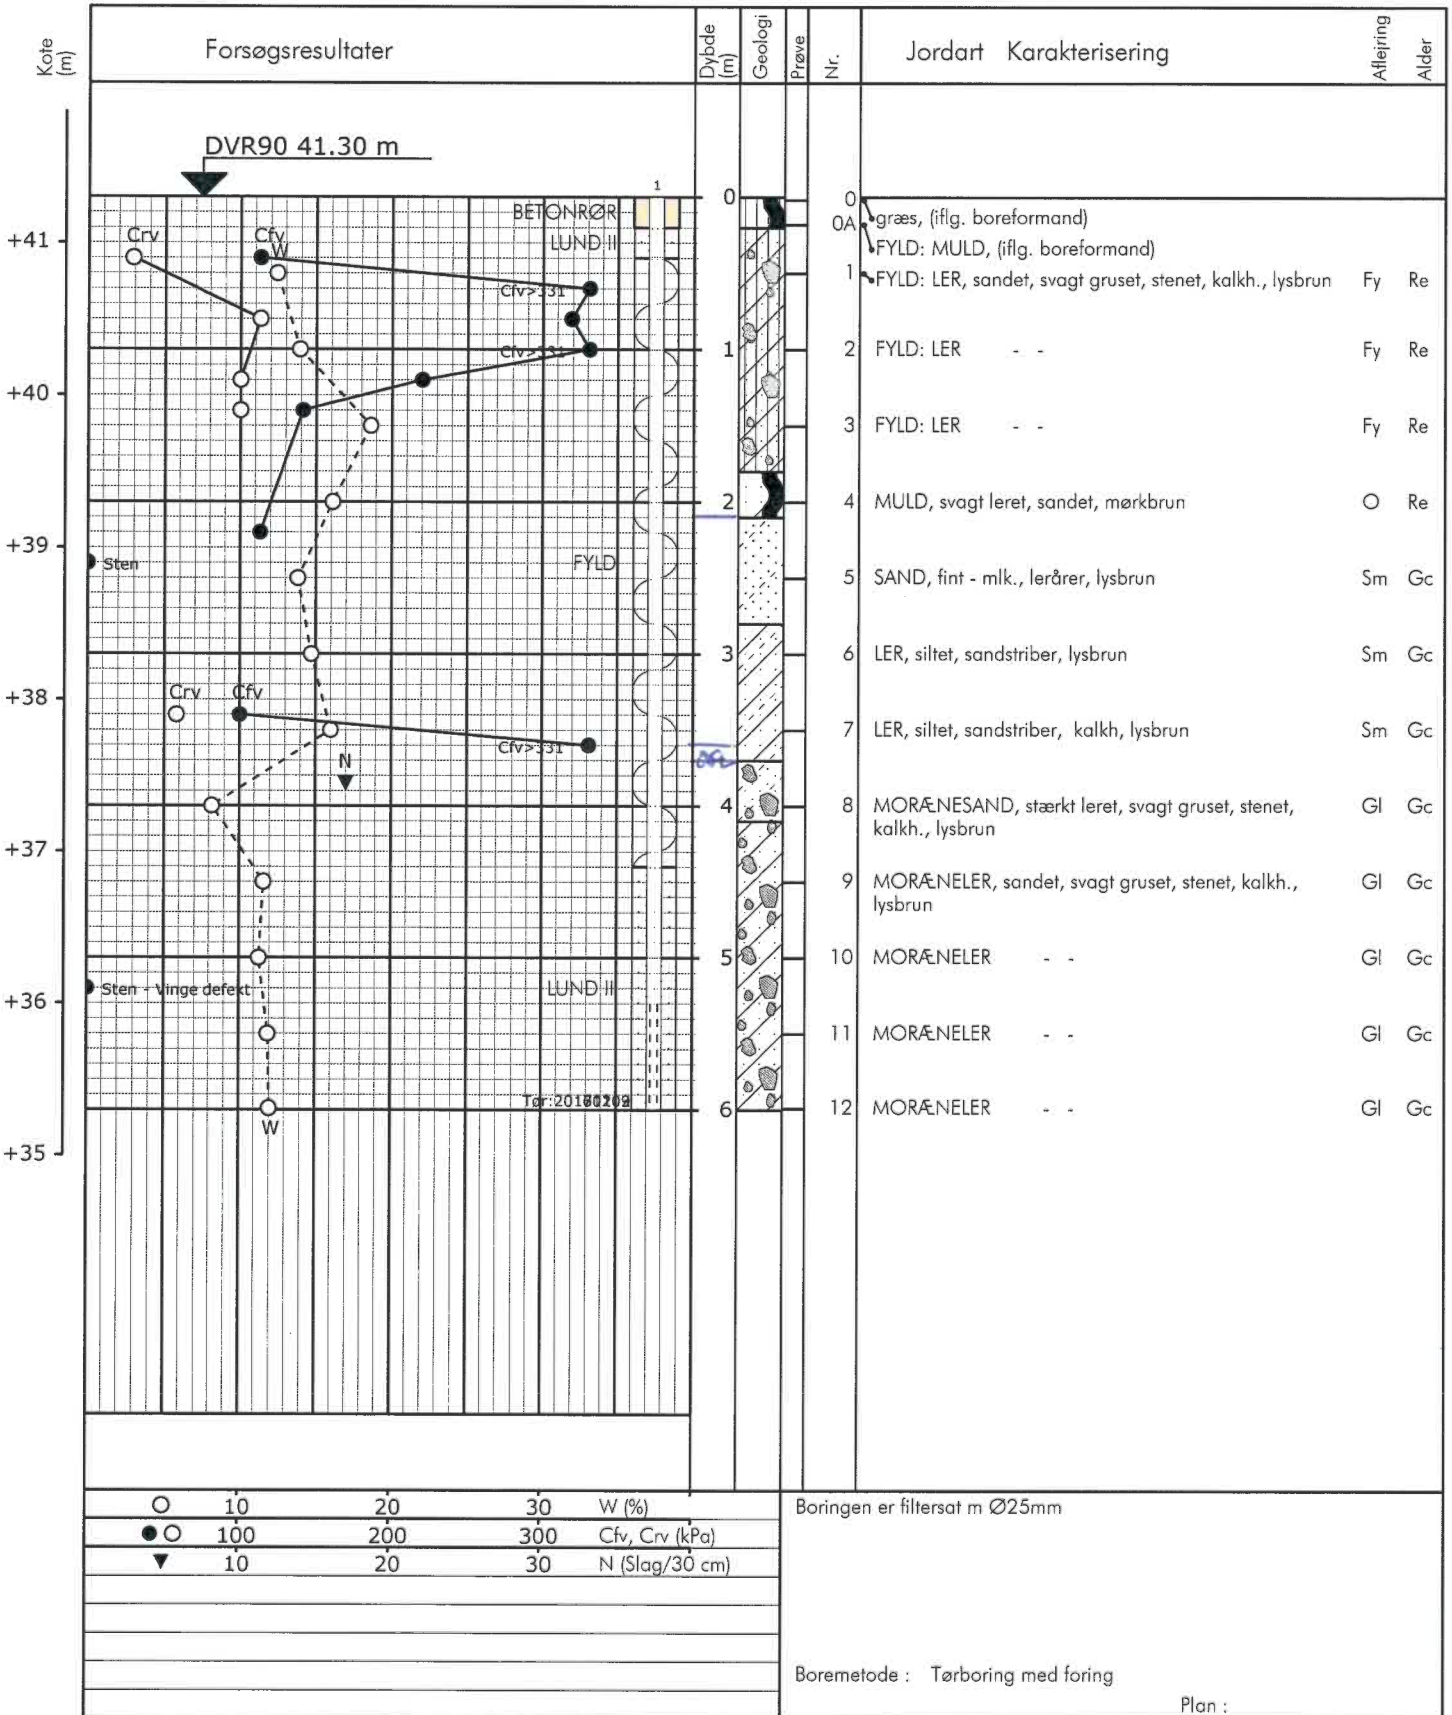 Kote (m)
Forsøgsresultater
Dybde (m)
Geologi
Prøve
Nr.
Jordart Karakterisering
Aflejring
Alder
DVR90 41.30 m
1
0
BETONRØR
LUND II
+41
Crv
Cfv
W
Cfv>331
Cfv>331
1
+40
2
+39
Sten
FYLD
3
+38
Crv
Cfv
Cfv>331
N
4
+37
5
+36
Sten - Vinge defekt
LUND II
6
W
+35
0
græs, (iflg. boreformand)
0A
FYLD: MULD, (iflg. boreformand)
1 FYLD: LER, sandet, svagt gruset, stenet, kalkh., lysbrun Fy Re
2 FYLD: LER - - Fy Re
3 FYLD: LER - - Fy Re
4 MULD, svagt leret, sandet, mørkbrun O Re
5 SAND, fint - mlk., lerårer, lysbrun Sm Gc
6 LER, siltet, sandstriber, lysbrun Sm Gc
7 LER, siltet, sandstriber, kalkh, lysbrun Sm Gc
8 MORÆNESAND, stærkt leret, svagt gruset, stenet, Gl Gc
kalkh., lysbrun
9 MORÆNELER, sandet, svagt gruset, stenet, kalkh., Gl Gc
lysbrun
10 MORÆNELER - - Gl Gc
11 MORÆNELER - - Gl Gc
12 MORÆNELER - - Gl Gc
10 20 30 W (%)
100 200 300 Cfv, Crv (kPa)
10 20 30 N (Slag/30 cm)
Boringen er filtersat m Ø25mm
Boremetode : Tørboring med foring
Plan :